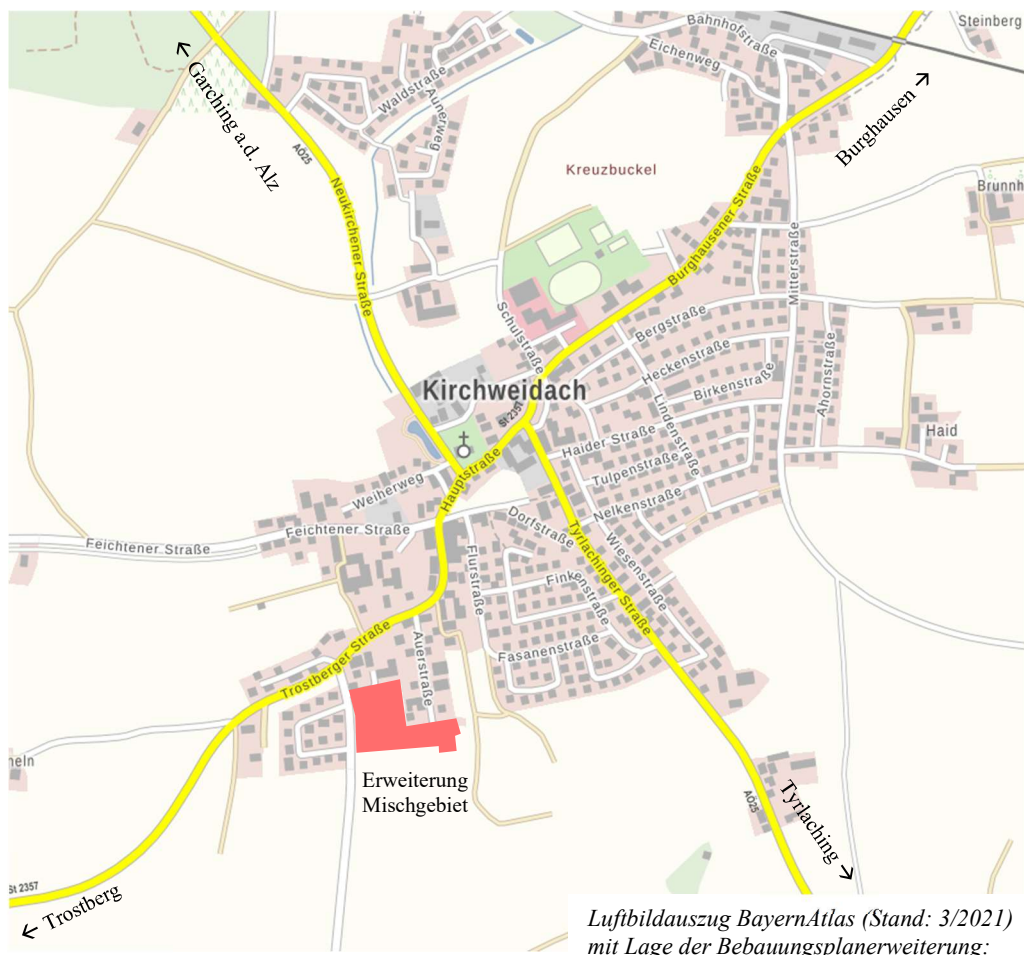 Bahnhofstraße
Steinberg
Eichenweg
← Garching a.d. Alz
Waldstraße
Aunerweg
Burghausen →
AÖ25
Kreuzbuckel
Neukirchener Straße
Burghausener Straße
Mitterstraße
Schulstraße
Bergstraße
Heckenstraße
Birkenstraße
Ahornstraße
Kirchweidach
St 2357
Lindenstraße
Haid
Haider Straße
Hauptstraße
Tulpenstraße
Weiherweg
Nelkenstraße
Feichtener Straße
Feichtener Straße
Dorfstraße
Tyrlachinger Straße
Wiesenstraße
Flurstraße
Finkenstraße
Fasanenstraße
Auerstraße
Trostberger Straße
Erweiterung
Mischgebiet
AÖ25
Tyrlaching →
St 2357
← Trostberg
Luftbildauszug BayernAtlas (Stand: 3/2021)
mit Lage der Bebauungsplanerweiterung: